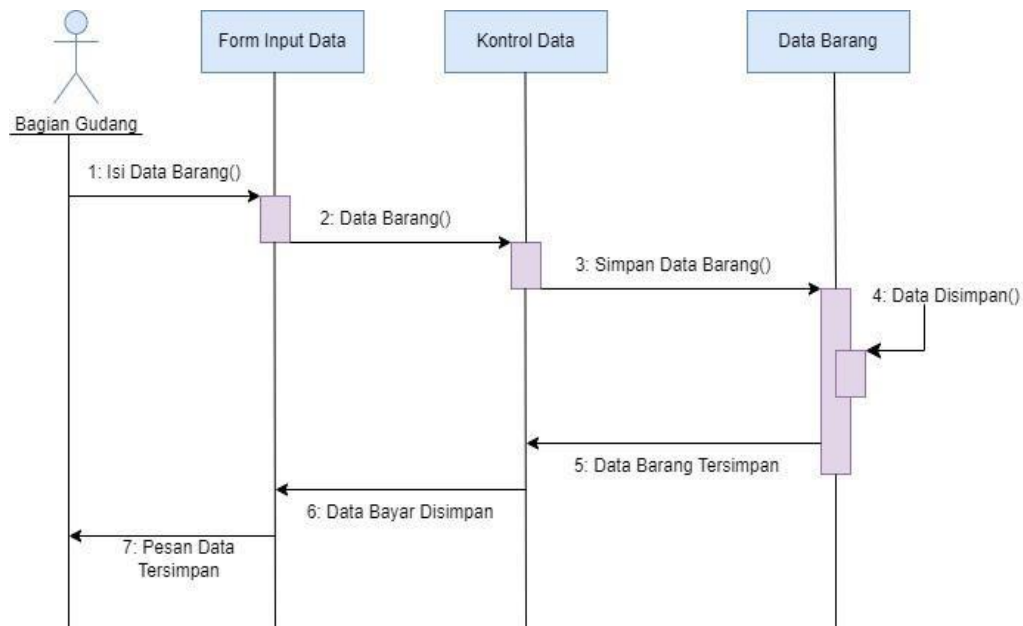 Form Input Data
Kontrol Data
Data Barang
Bagian Gudang
1: Isi Data Barang()
2: Data Barang()
3: Simpan Data Barang()
4: Data Disimpan()
5: Data Barang Tersimpan
6: Data Bayar Disimpan
7: Pesan Data
Tersimpan